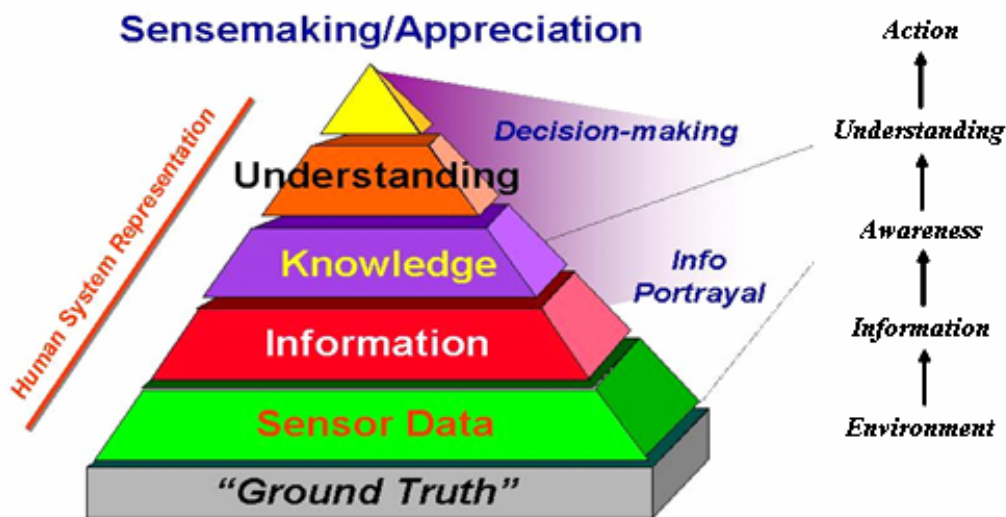 Sensemaking/Appreciation
Human System Representation
Understanding
Knowledge
Information
Sensor Data
“Ground Truth”
Decision-making
Info
Portrayal
Action
Understanding
Awareness
Information
Environment